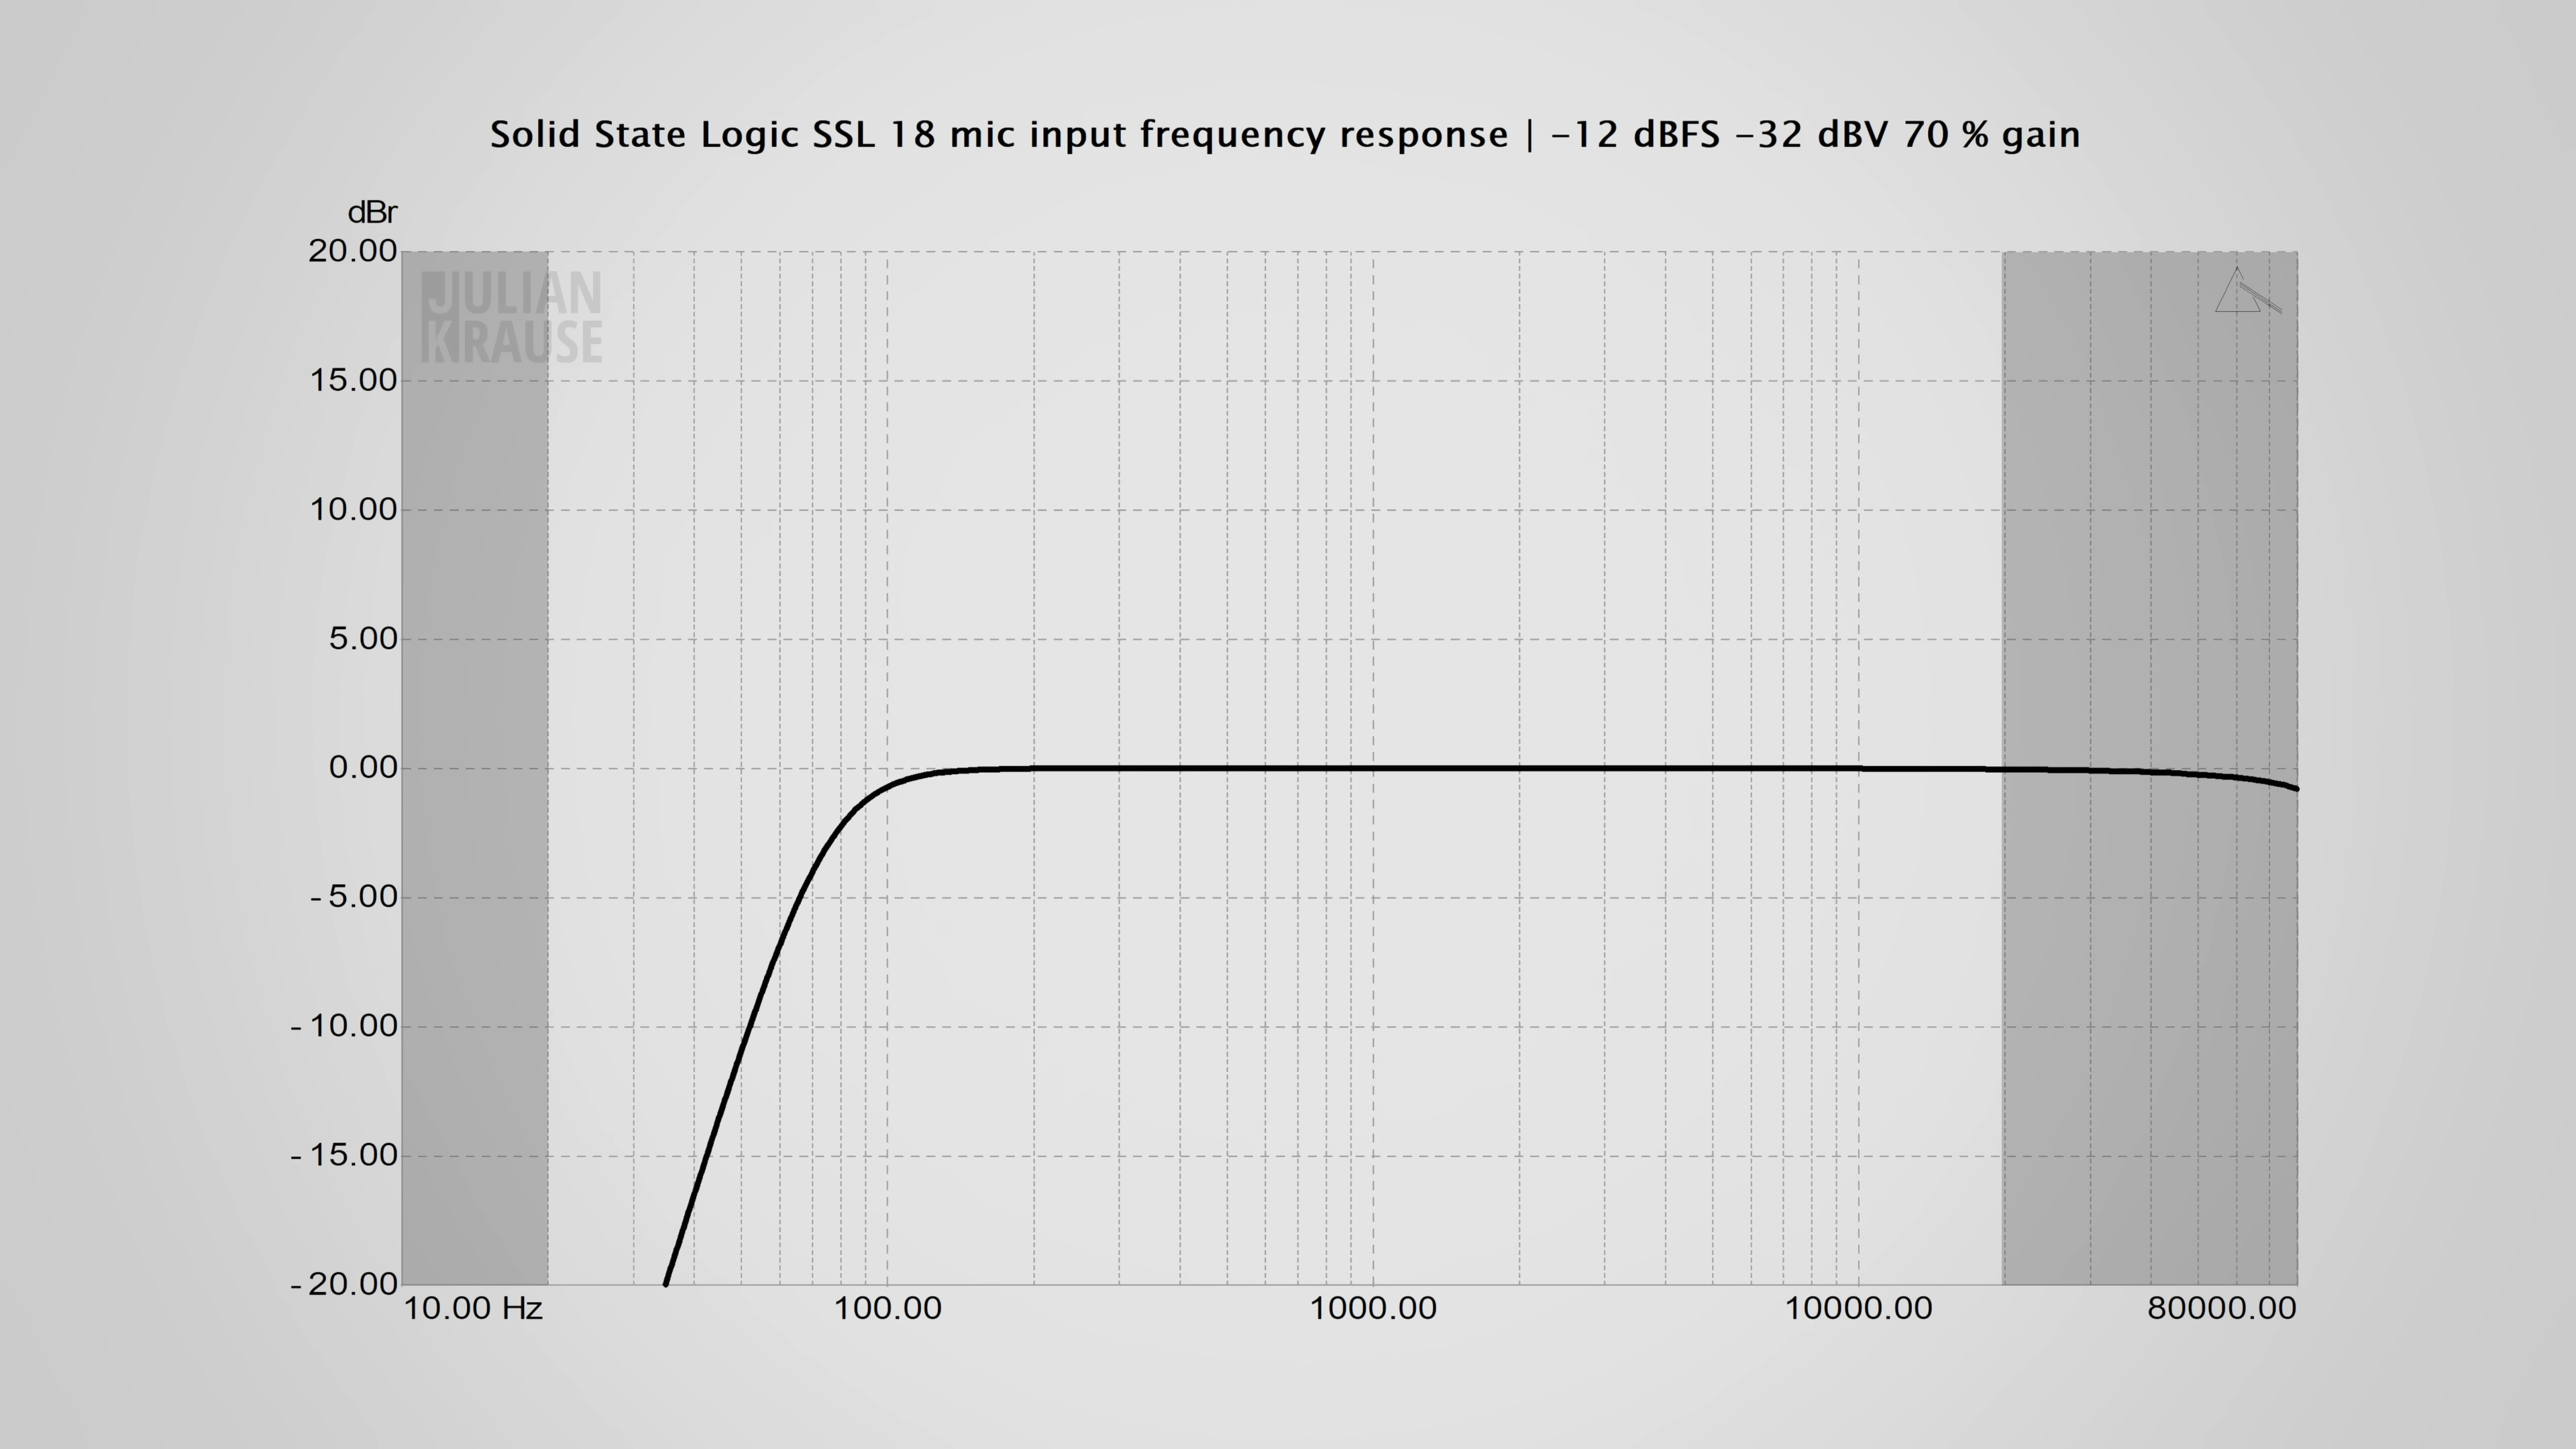 Solid State Logic SSL 18 mic input frequency response | -12 dBFS -32 dBV 70 % gain
dBr
20.00
JULIAN
KRAUSE
15.00
10.00
5.00
0.00
- 5.00
- 10.00
- 15.00
- 20.00
10.00 Hz
100.00
1000.00
10000.00
80000.00